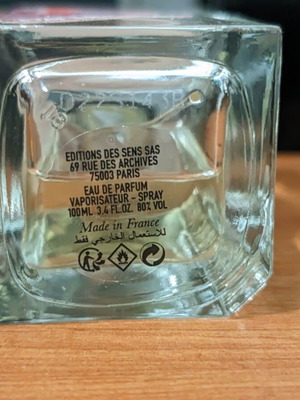 EDITIONS DES SENS SAS
69 RUE DES ARCHIVES
75003 PARIS
EAU DE PARFUM
VAPORISATEUR - SPRAY
100ML 3.4 FL.OZ. 80% VOL
Made in France
للاستعمال الخارجي فقط